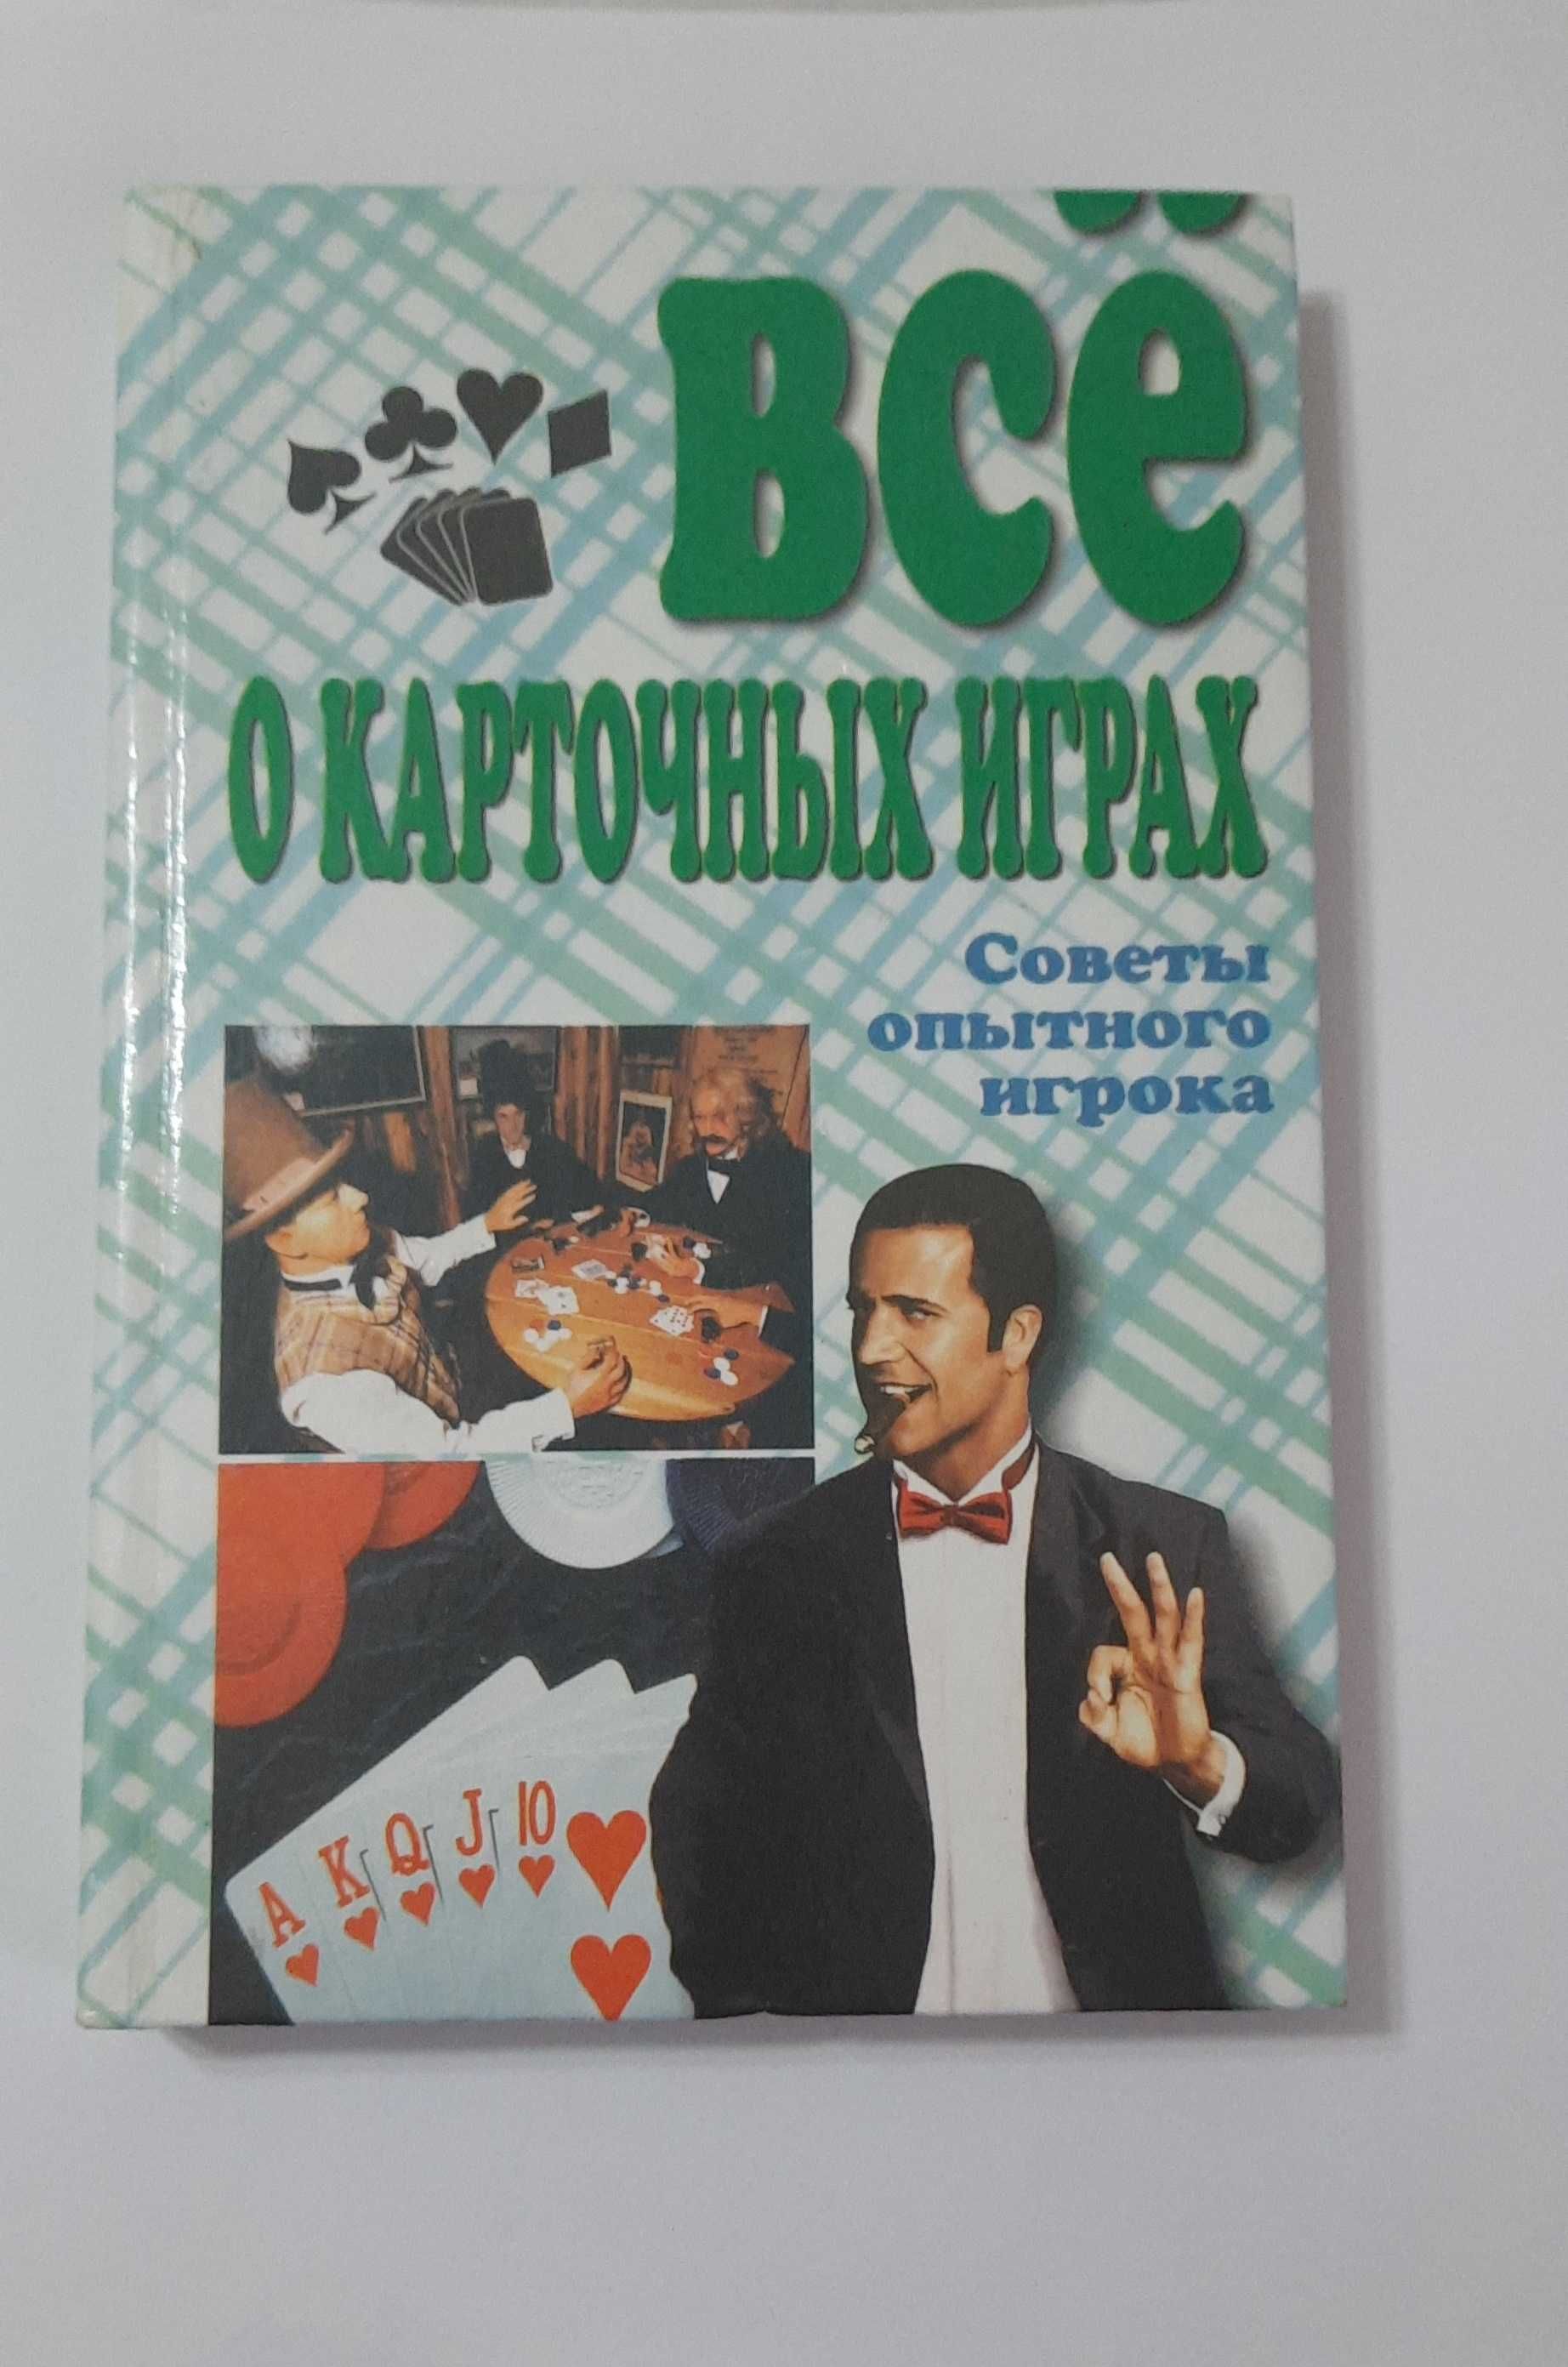 Всё
О КАРТОЧНЫХ ИГРАХ
Советы
опытного
игрока
A K Q J 10